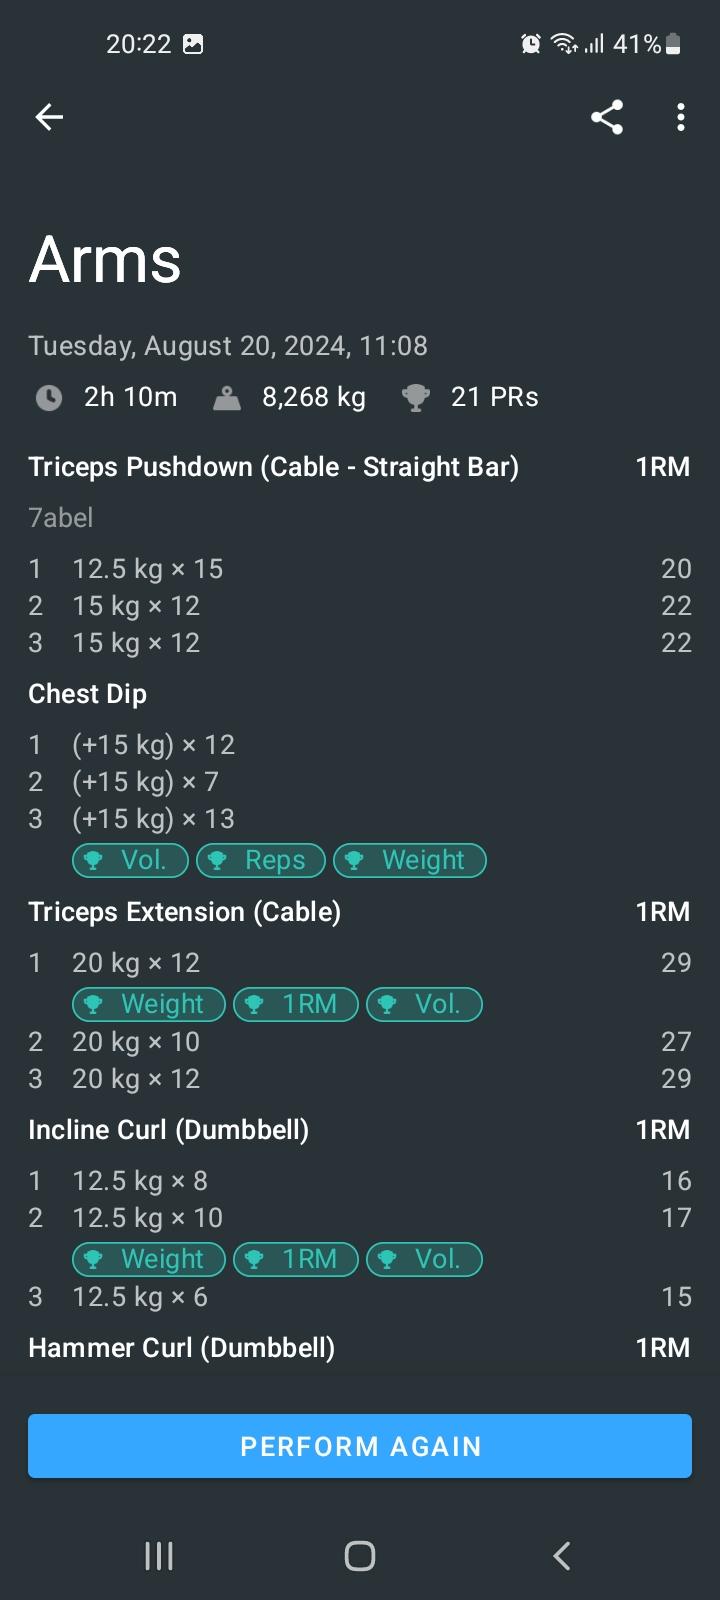 20:22 41%
Arms
Tuesday, August 20, 2024, 11:08
2h 10m 8,268 kg 21 PRs
Triceps Pushdown (Cable - Straight Bar) 1RM
7abel
1 12.5 kg × 15 20
2 15 kg × 12 22
3 15 kg × 12 22
Chest Dip
1 (+15 kg) × 12
2 (+15 kg) × 7
3 (+15 kg) × 13
Vol. Reps Weight
Triceps Extension (Cable) 1RM
1 20 kg × 12 29
Weight 1RM Vol.
2 20 kg × 10 27
3 20 kg × 12 29
Incline Curl (Dumbbell) 1RM
1 12.5 kg × 8 16
2 12.5 kg × 10 17
Weight 1RM Vol.
3 12.5 kg × 6 15
Hammer Curl (Dumbbell) 1RM
PERFORM AGAIN